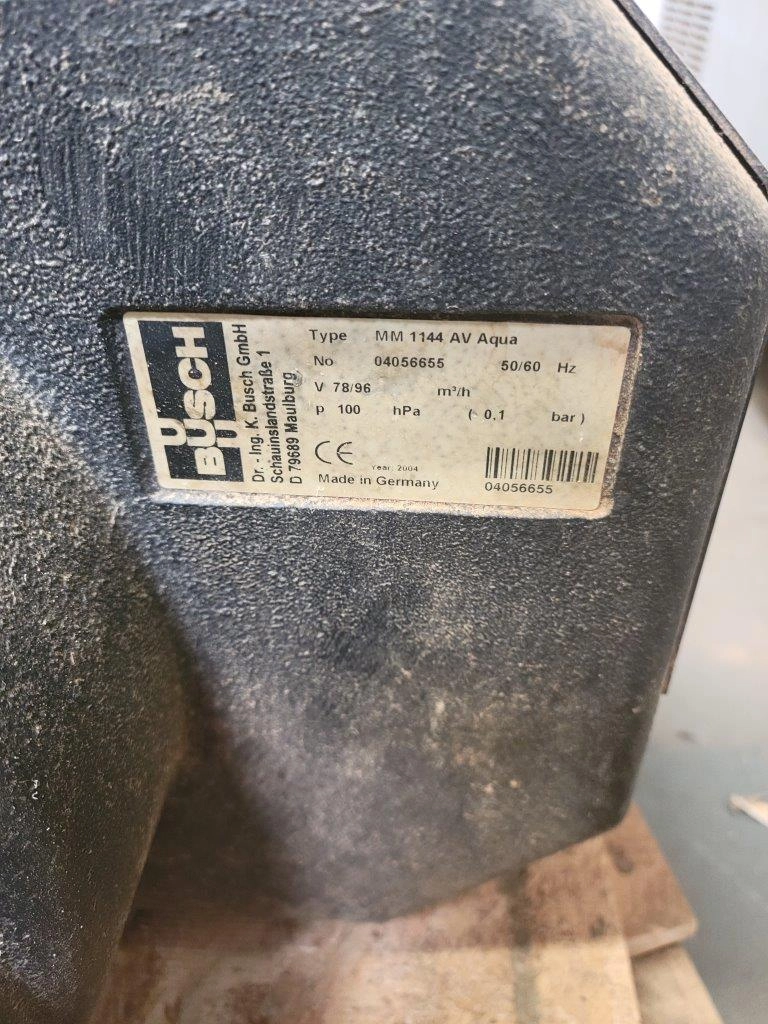 BUSCH
Dr. - Ing. K. Busch GmbH
Schauinslandstraße 1
D 79689 Maulburg
Type MM 1144 AV Aqua
No 04056655 50/60 Hz
V 78/96 m³/h
p 100 hPa ( 0,1 bar )
CE
Year: 2004
Made in Germany
04056655